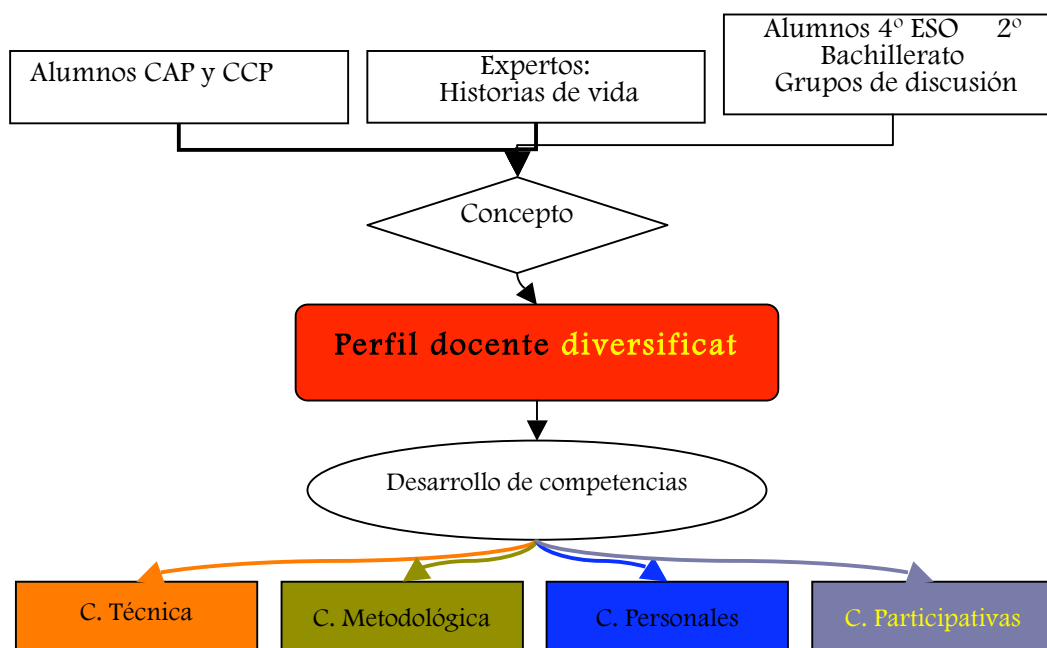 Alumnos CAP y CCP
Expertos:
Historias de vida
Alumnos 4º ESO 2º
Bachillerato
Grupos de discusión
Concepto
Perfil docente diversificat
Desarrollo de competencias
C. Técnica
C. Metodológica
C. Personales
C. Participativas